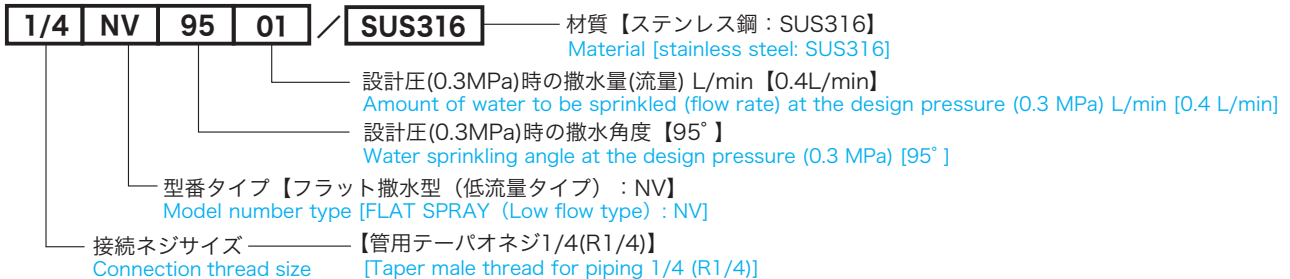 1/4 NV 95 01 / SUS316 材質【ステンレス鋼：SUS316】
Material [stainless steel: SUS316]
設計圧(0.3MPa)時の撒水量(流量) L/min【0.4L/min】
Amount of water to be sprinkled (flow rate) at the design pressure (0.3 MPa) L/min [0.4 L/min]
設計圧(0.3MPa)時の撒水角度【95°】
Water sprinkling angle at the design pressure (0.3 MPa) [95°]
型番タイプ【フラット撒水型（低流量タイプ）：NV】
Model number type [FLAT SPRAY（Low flow type）: NV]
接続ネジサイズ 【管用テーパオネジ1/4(R1/4)】
Connection thread size [Taper male thread for piping 1/4 (R1/4)]